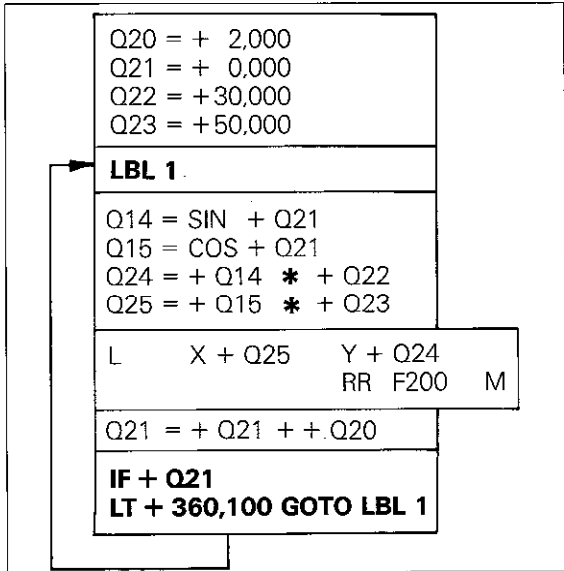 Q20 = + 2,000
Q21 = + 0,000
Q22 = +30,000
Q23 = +50,000
LBL 1
Q14 = SIN + Q21
Q15 = COS + Q21
Q24 = + Q14 * + Q22
Q25 = + Q15 * + Q23
L X + Q25 Y + Q24
RR F200 M
Q21 = + Q21 + + Q20
IF + Q21
LT + 360,100 GOTO LBL 1